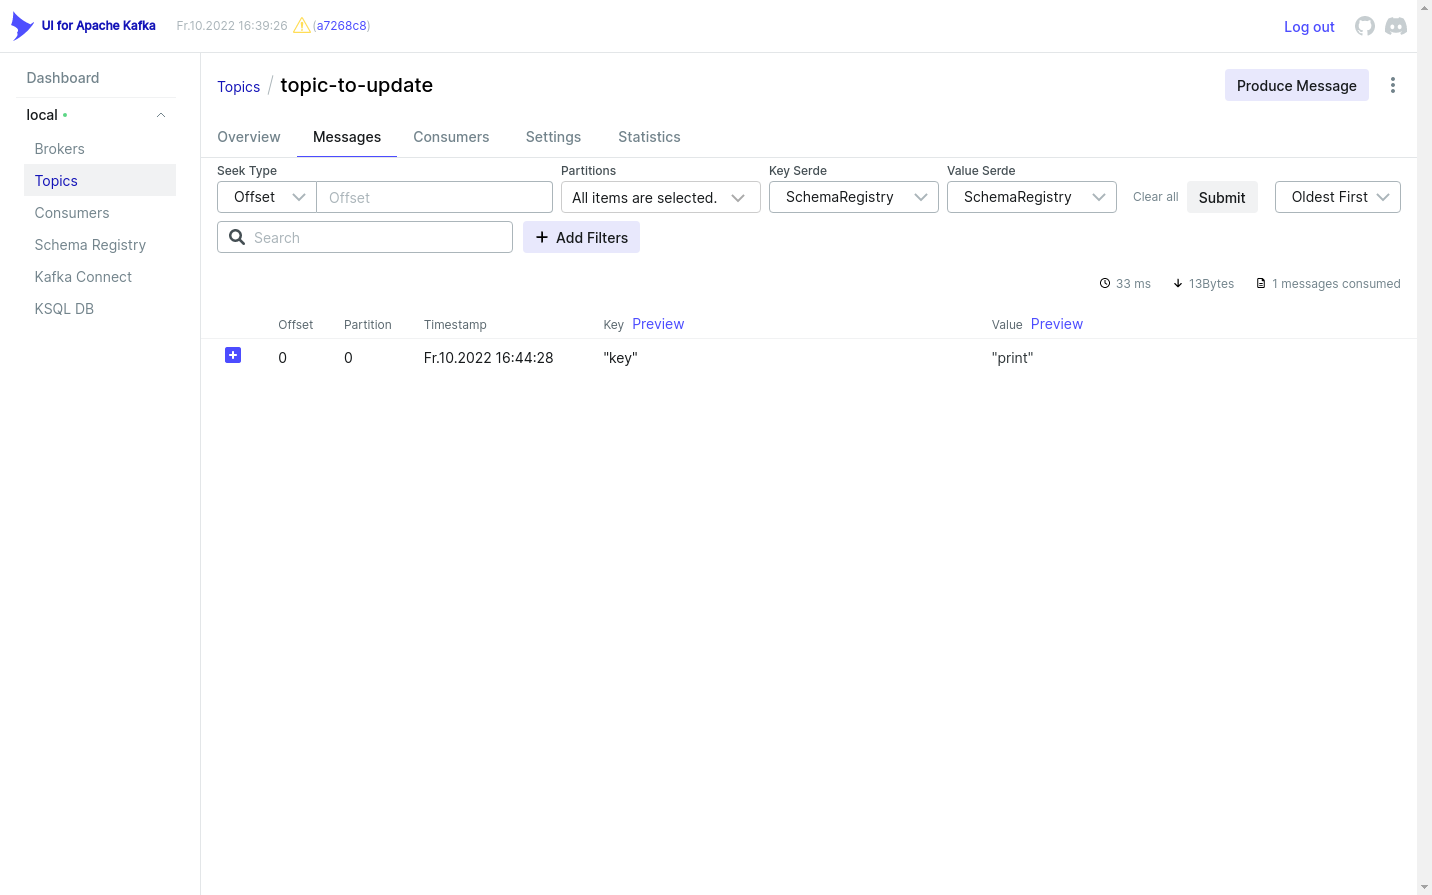 UI for Apache Kafka Fr.10.2022 16:39:26 (a7268c8) Log out
Dashboard
local
Brokers
Topics
Consumers
Schema Registry
Kafka Connect
KSQL DB
Topics / topic-to-update Produce Message
Overview Messages Consumers Settings Statistics
Seek Type Partitions Key Serde Value Serde
Offset Offset All items are selected. SchemaRegistry SchemaRegistry Clear all Submit Oldest First
Search Add Filters
33 ms 13Bytes 1 messages consumed
Offset Partition Timestamp Key Preview Value Preview
0 0 Fr.10.2022 16:44:28 "key" "print"